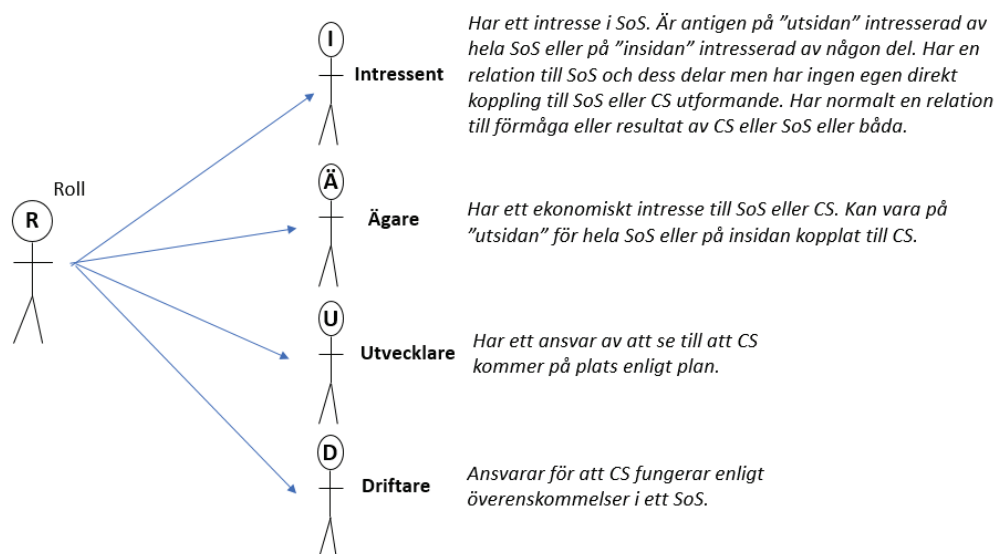 Roll
R
I
Intressent
Har ett intresse i SoS. Är antigen på ”utsidan” intresserad av
hela SoS eller på ”insidan” intresserad av någon del. Har en
relation till SoS och dess delar men har ingen egen direkt
koppling till SoS eller CS utformande. Har normalt en relation
till förmåga eller resultat av CS eller SoS eller båda.
Ä
Ägare
Har ett ekonomiskt intresse till SoS eller CS. Kan vara på
”utsidan” för hela SoS eller på insidan kopplat till CS.
U
Utvecklare
Har ett ansvar av att se till att CS
kommer på plats enligt plan.
D
Driftare
Ansvarar för att CS fungerar enligt
överenskommelser i ett SoS.